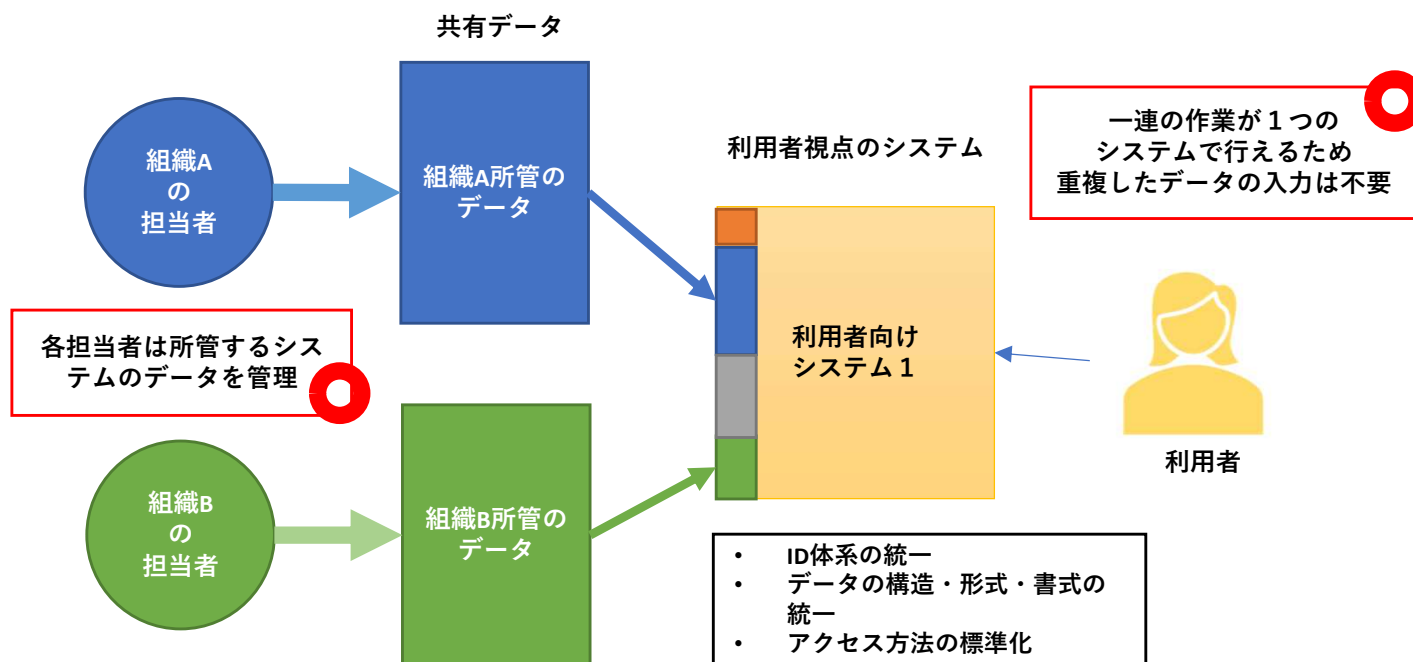 共有データ
組織A
の
担当者
組織A所管の
データ
利用者視点のシステム
一連の作業が１つの
システムで行えるため
重複したデータの入力は不要
利用者向け
システム１
各担当者は所管するシス
テムのデータを管理
利用者
組織B
の
担当者
組織B所管の
データ
• ID体系の統一
• データの構造・形式・書式の
統一
• アクセス方法の標準化